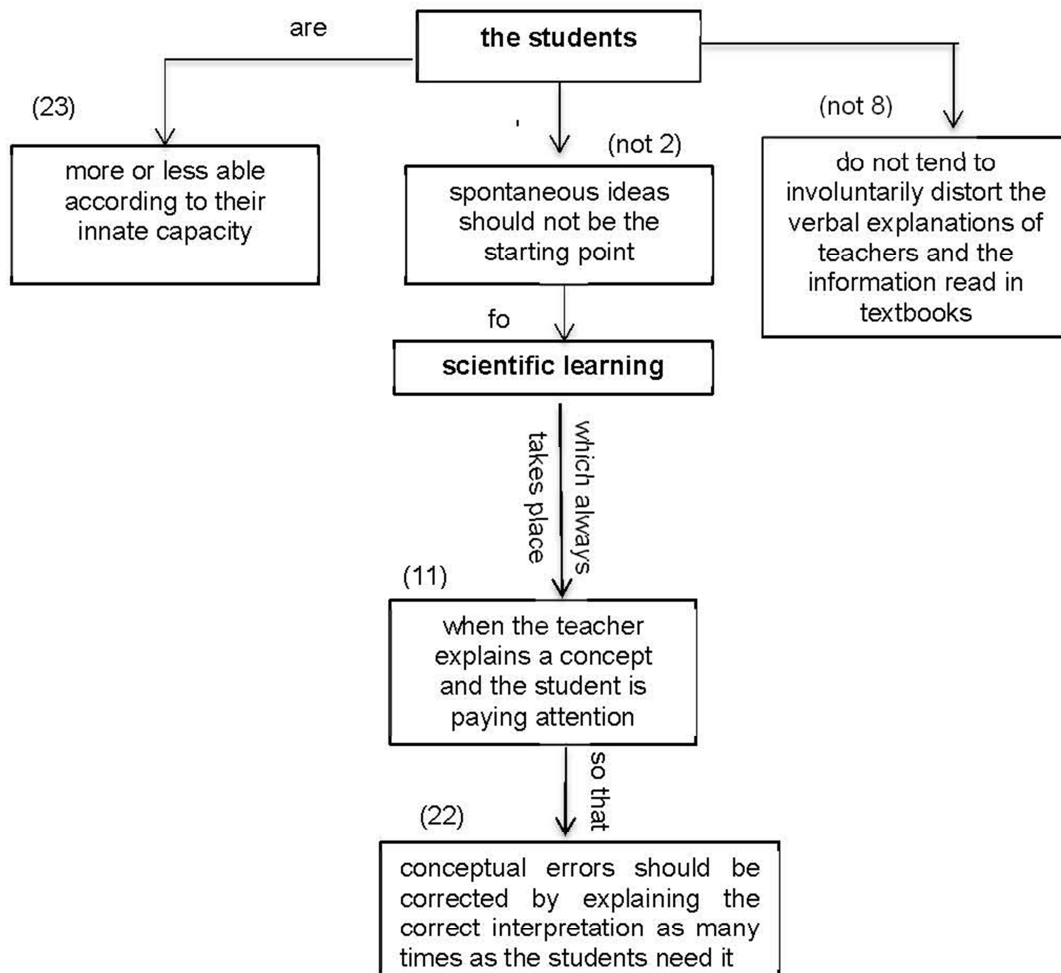 are
the students
(23)
(not 2)
(not 8)
more or less able
according to their
innate capacity
spontaneous ideas
should not be the
starting point
do not tend to
involuntarily distort the
verbal explanations of
teachers and the
information read in
textbooks
fo
scientific learning
which always
takes place
(11)
when the teacher
explains a concept
and the student is
paying attention
so that
(22)
conceptual errors should be
corrected by explaining the
correct interpretation as many
times as the students need it